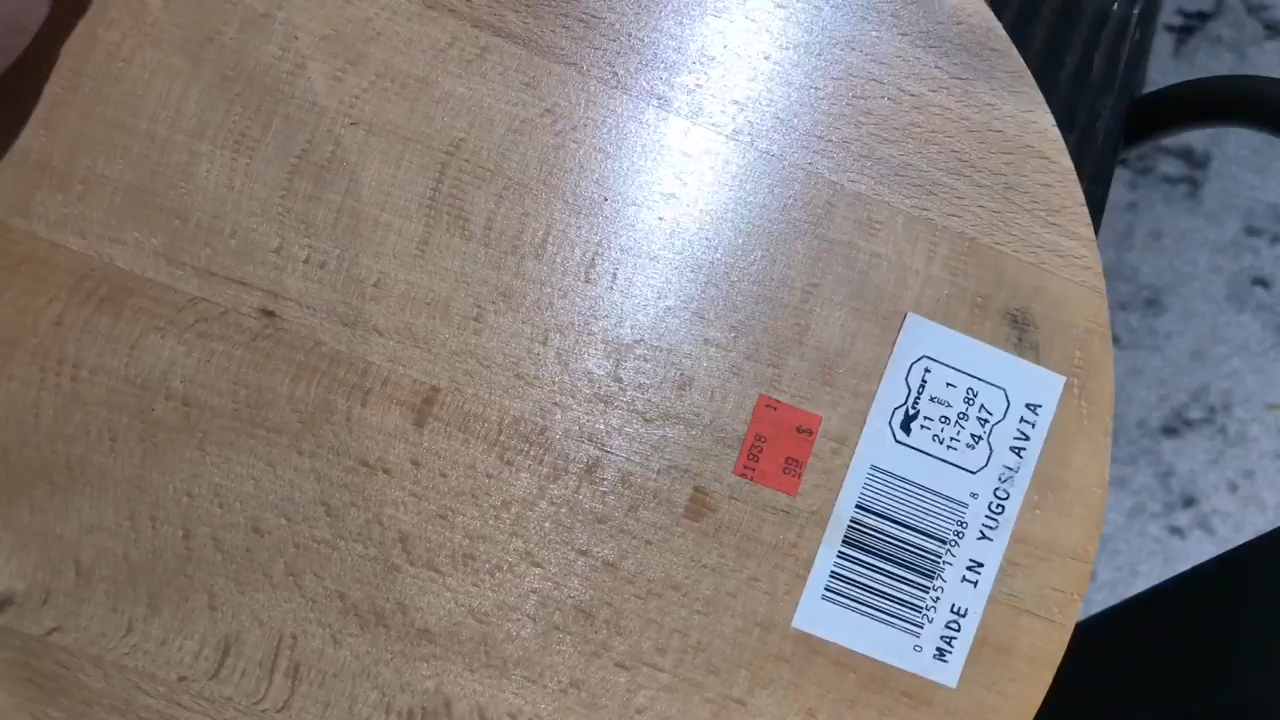 Kmart
11 KEY 1
2-9
11-79-82
$4.47
0 25457 17988 8
MADE IN YUGOSLAVIA
21938 1
99 $